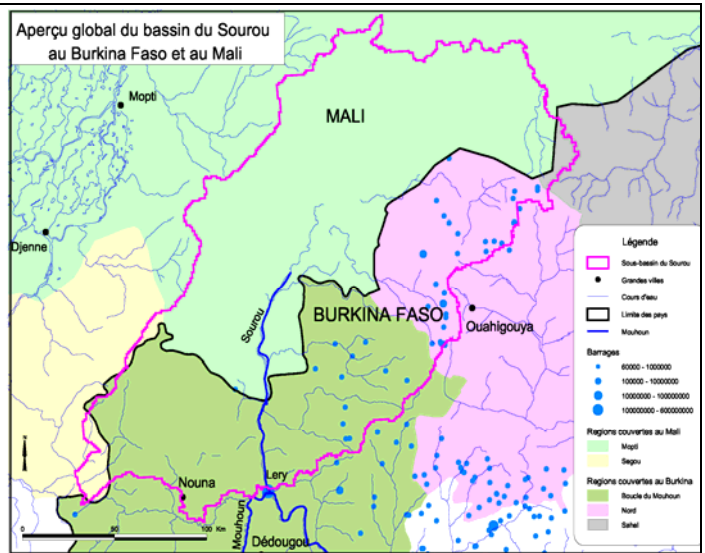 Aperçu global du bassin du Sourou
au Burkina Faso et au Mali
Mopti
MALI
Djenne
Sourou
BURKINA FASO
Ouahigouya
Nouna
Lery
Mouhoun
Dédougou
N
0 50 100 Km
Légende
Sous-bassin du Sourou
Grandes villes
Cours d'eau
Limite des pays
Mouhoun
Barrages
60000 - 1000000
100000 - 10000000
10000000 - 100000000
100000000 - 600000000
Regions couvertes au Mali
Mopti
Segou
Regions couvertes au Burkina
Boucle du Mouhoun
Nord
Sahel